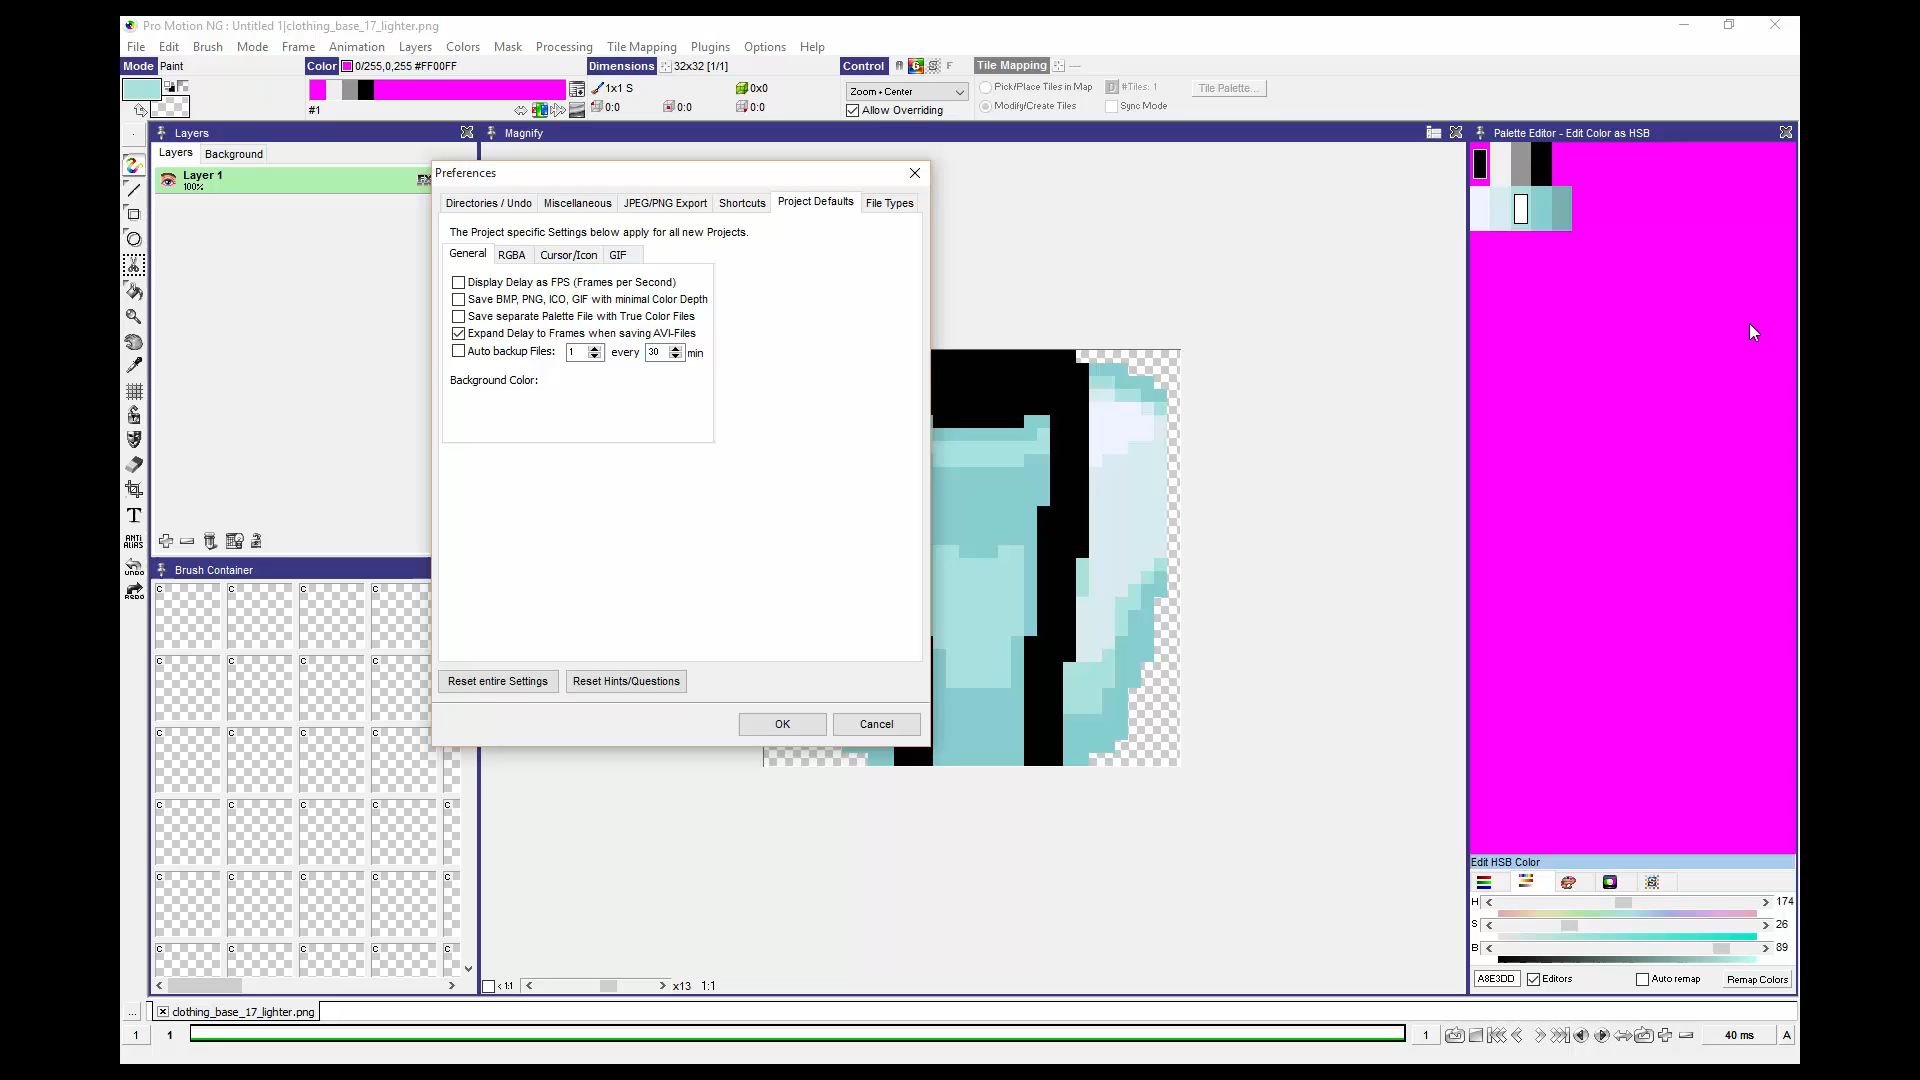 Pro Motion NG : Untitled 1|clothing_base_17_lighter.png
File Edit Brush Mode Frame Animation Layers Colors Mask Processing Tile Mapping Plugins Options Help
Mode Paint Color 0/255,0,255 #FF00FF Dimensions 32x32 [1/1] Control F Tile Mapping
1x1 S 0x0 Zoom + Center Pick/Place Tiles in Map #Tiles: 1 Tile Palette...
#1 0:0 0:0 0:0 Allow Overriding Modify/Create Tiles Sync Mode
Layers Magnify Palette Editor - Edit Color as HSB
Layers Background
Layer 1
100%
FX
Preferences
Directories / Undo Miscellaneous JPEG/PNG Export Shortcuts Project Defaults File Types
The Project specific Settings below apply for all new Projects.
General RGBA Cursor/Icon GIF
Display Delay as FPS (Frames per Second)
Save BMP, PNG, ICO, GIF with minimal Color Depth
Save separate Palette File with True Color Files
Expand Delay to Frames when saving AVI-Files
Auto backup Files: 1 every 30 min
Background Color:
Reset entire Settings Reset Hints/Questions
OK Cancel
T
ANTI
ALIAS
UNDO
REDO
Brush Container
C C C C
C C C C
C C C C C
C C C C C
C C C C C
C C C C C
1:1 x13 1:1
Edit HSB Color
H 174
S 26
B 89
A8E3DD Editors Auto remap Remap Colors
... clothing_base_17_lighter.png
1 1 1 40 ms A